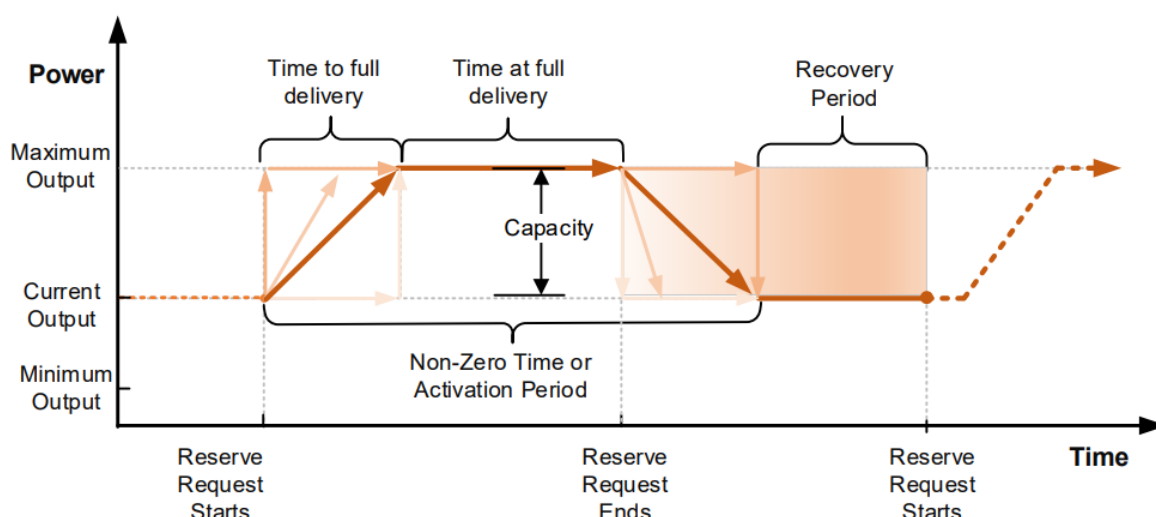 Power
Time to full
delivery
Time at full
delivery
Recovery
Period
Maximum
Output
Capacity
Current
Output
Non-Zero Time or
Activation Period
Minimum
Output
Time
Reserve
Request
Starts
Reserve
Request
Ends
Reserve
Request
Starts